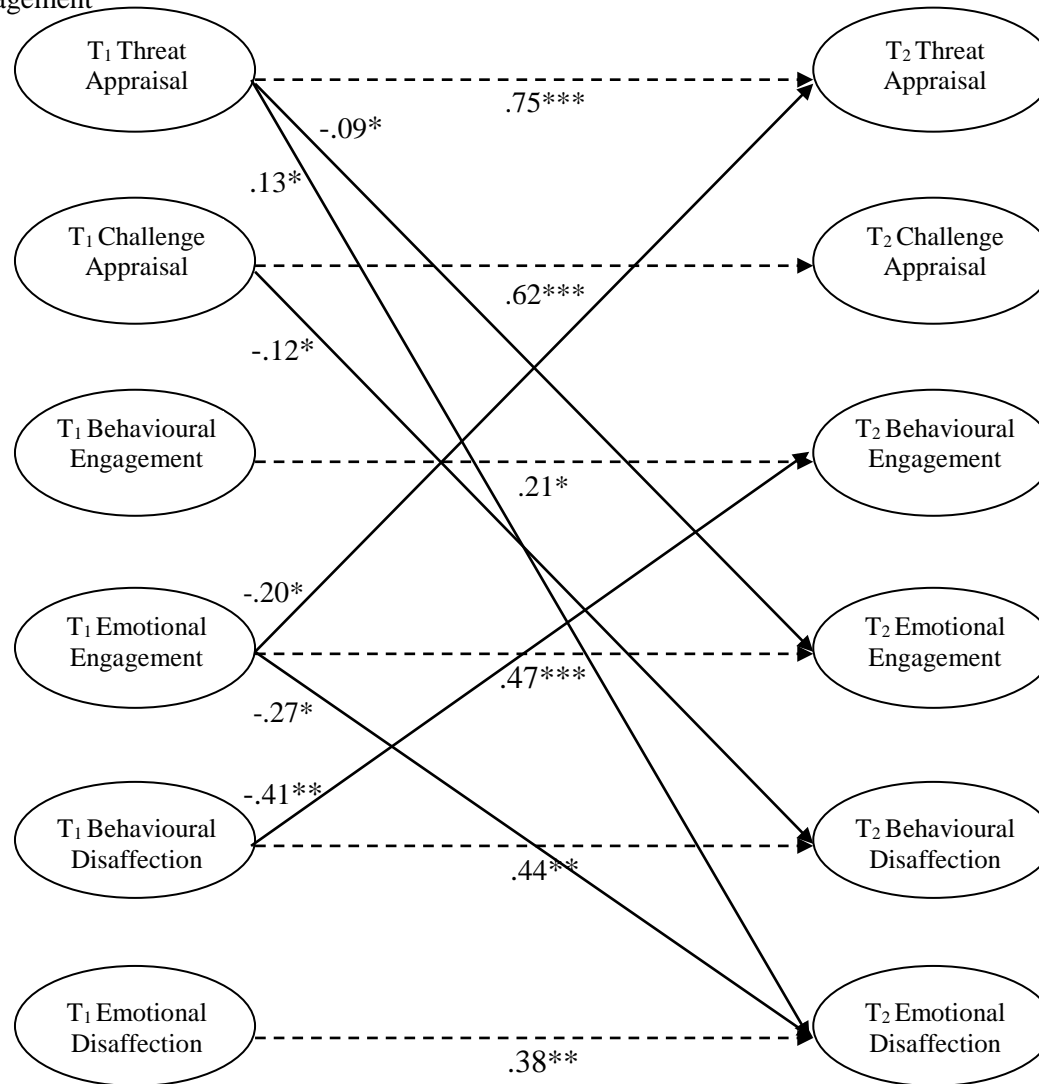 T1 Threat
Appraisal
T2 Threat
Appraisal
.75***
-.09*
.13*
T1 Challenge
Appraisal
T2 Challenge
Appraisal
.62***
-.12*
T1 Behavioural
Engagement
T2 Behavioural
Engagement
.21*
-.20*
T1 Emotional
Engagement
T2 Emotional
Engagement
.47***
-.27*
-.41**
T1 Behavioural
Disaffection
T2 Behavioural
Disaffection
.44**
T1 Emotional
Disaffection
T2 Emotional
Disaffection
.38**